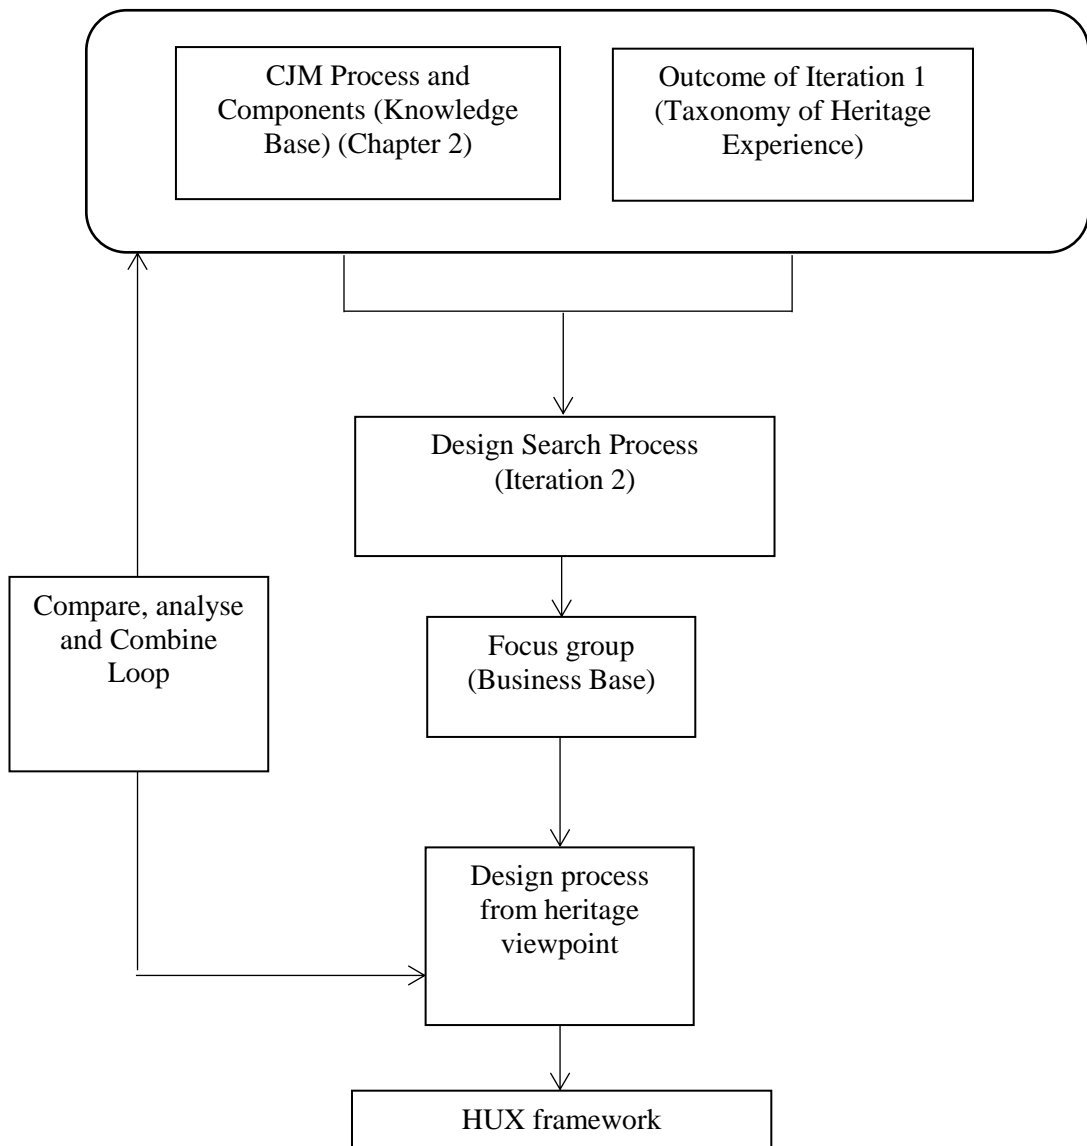 CJM Process and
Components (Knowledge
Base) (Chapter 2)
Outcome of Iteration 1
(Taxonomy of Heritage
Experience)
Design Search Process
(Iteration 2)
Compare, analyse
and Combine
Loop
Focus group
(Business Base)
Design process
from heritage
viewpoint
HUX framework